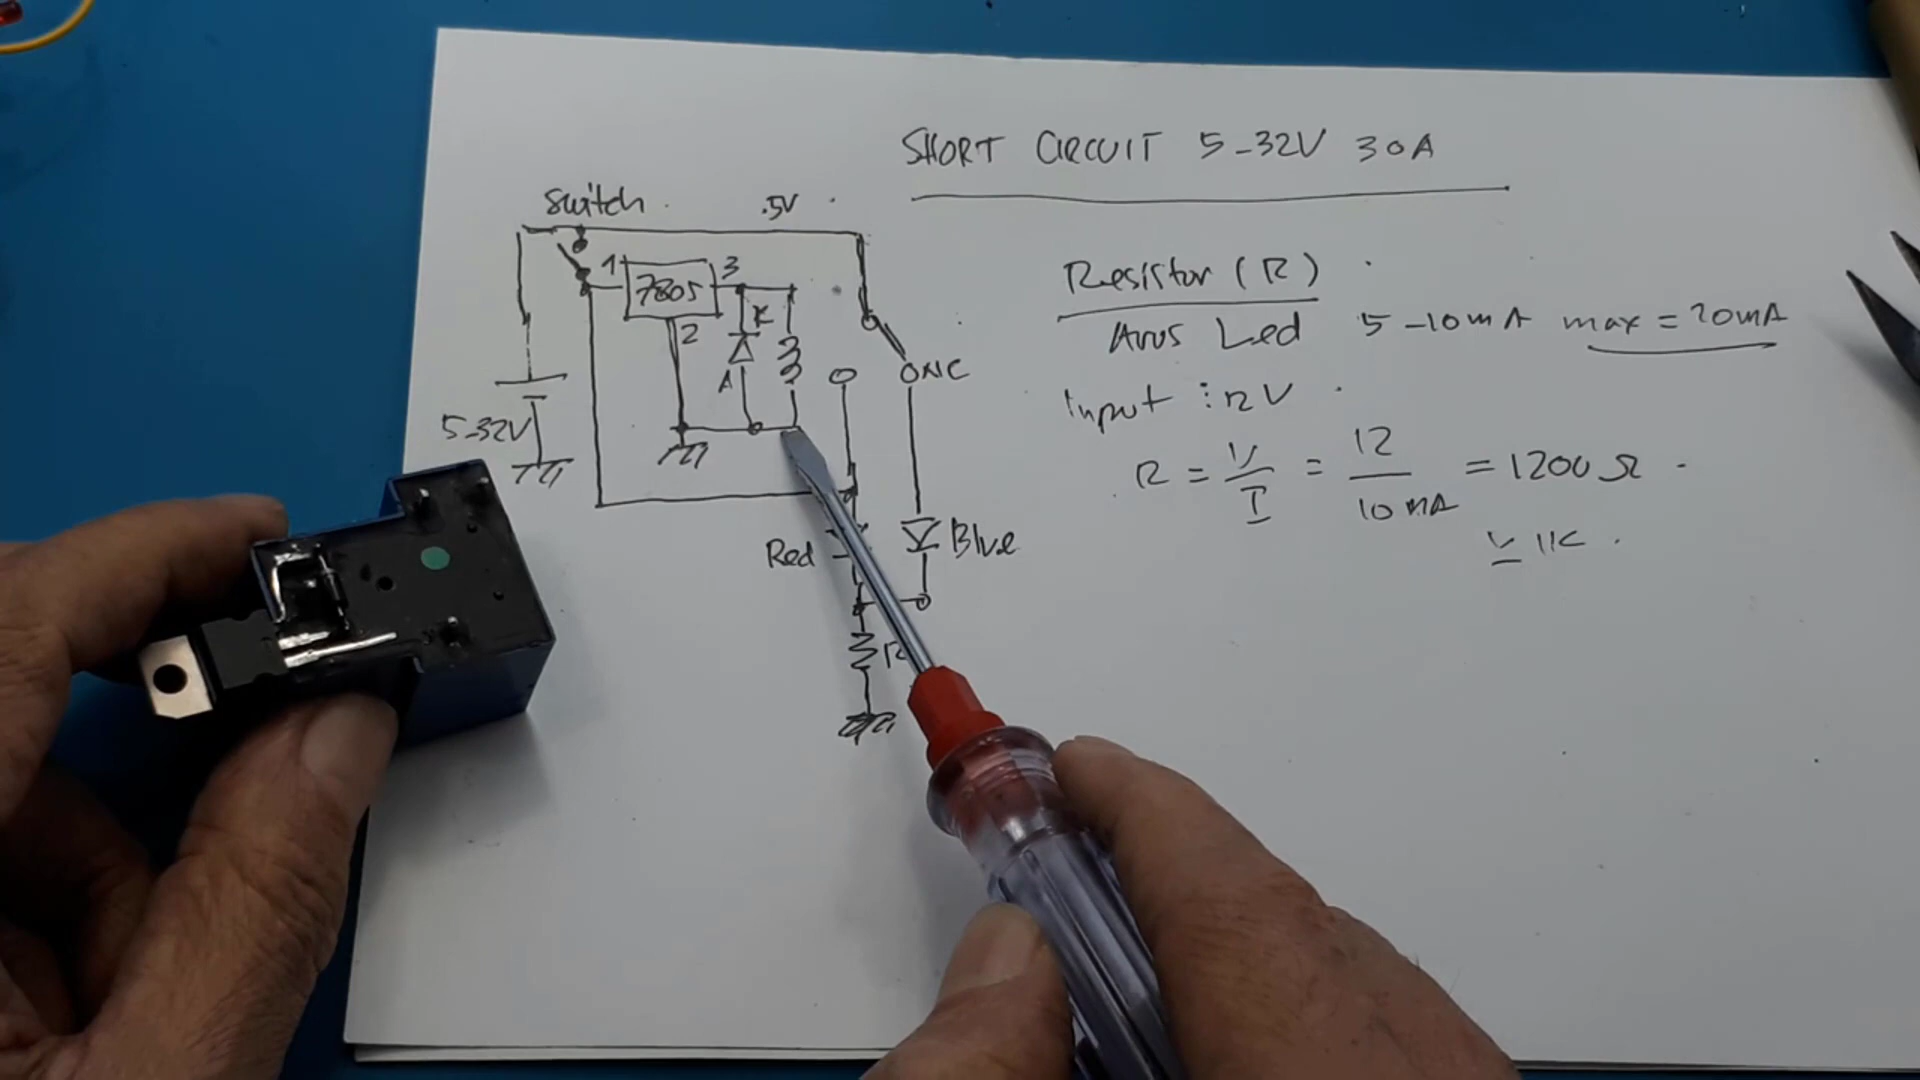 SHORT CIRCUIT 5-32V 30A
Switch
.5V
1
7805
3
2
K
A
5-32V
ONC
Red
Blue
R
Resistor (R)
Arus Led 5-10mA max = 20mA
Input : 12V
R = V/I = 12/10mA = 1200 Ω
1K